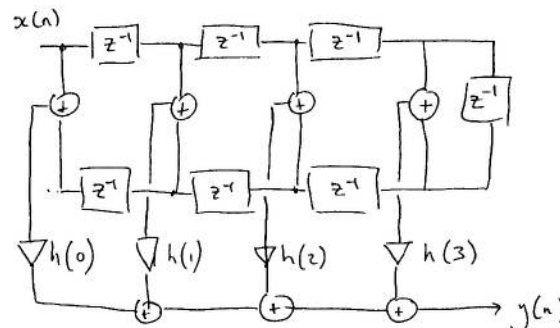 x(n)
z⁻¹ z⁻¹ z⁻¹
+ + + + z⁻¹
z⁻¹ z⁻¹ z⁻¹
h(0) h(1) h(2) h(3)
+ + + y(n)